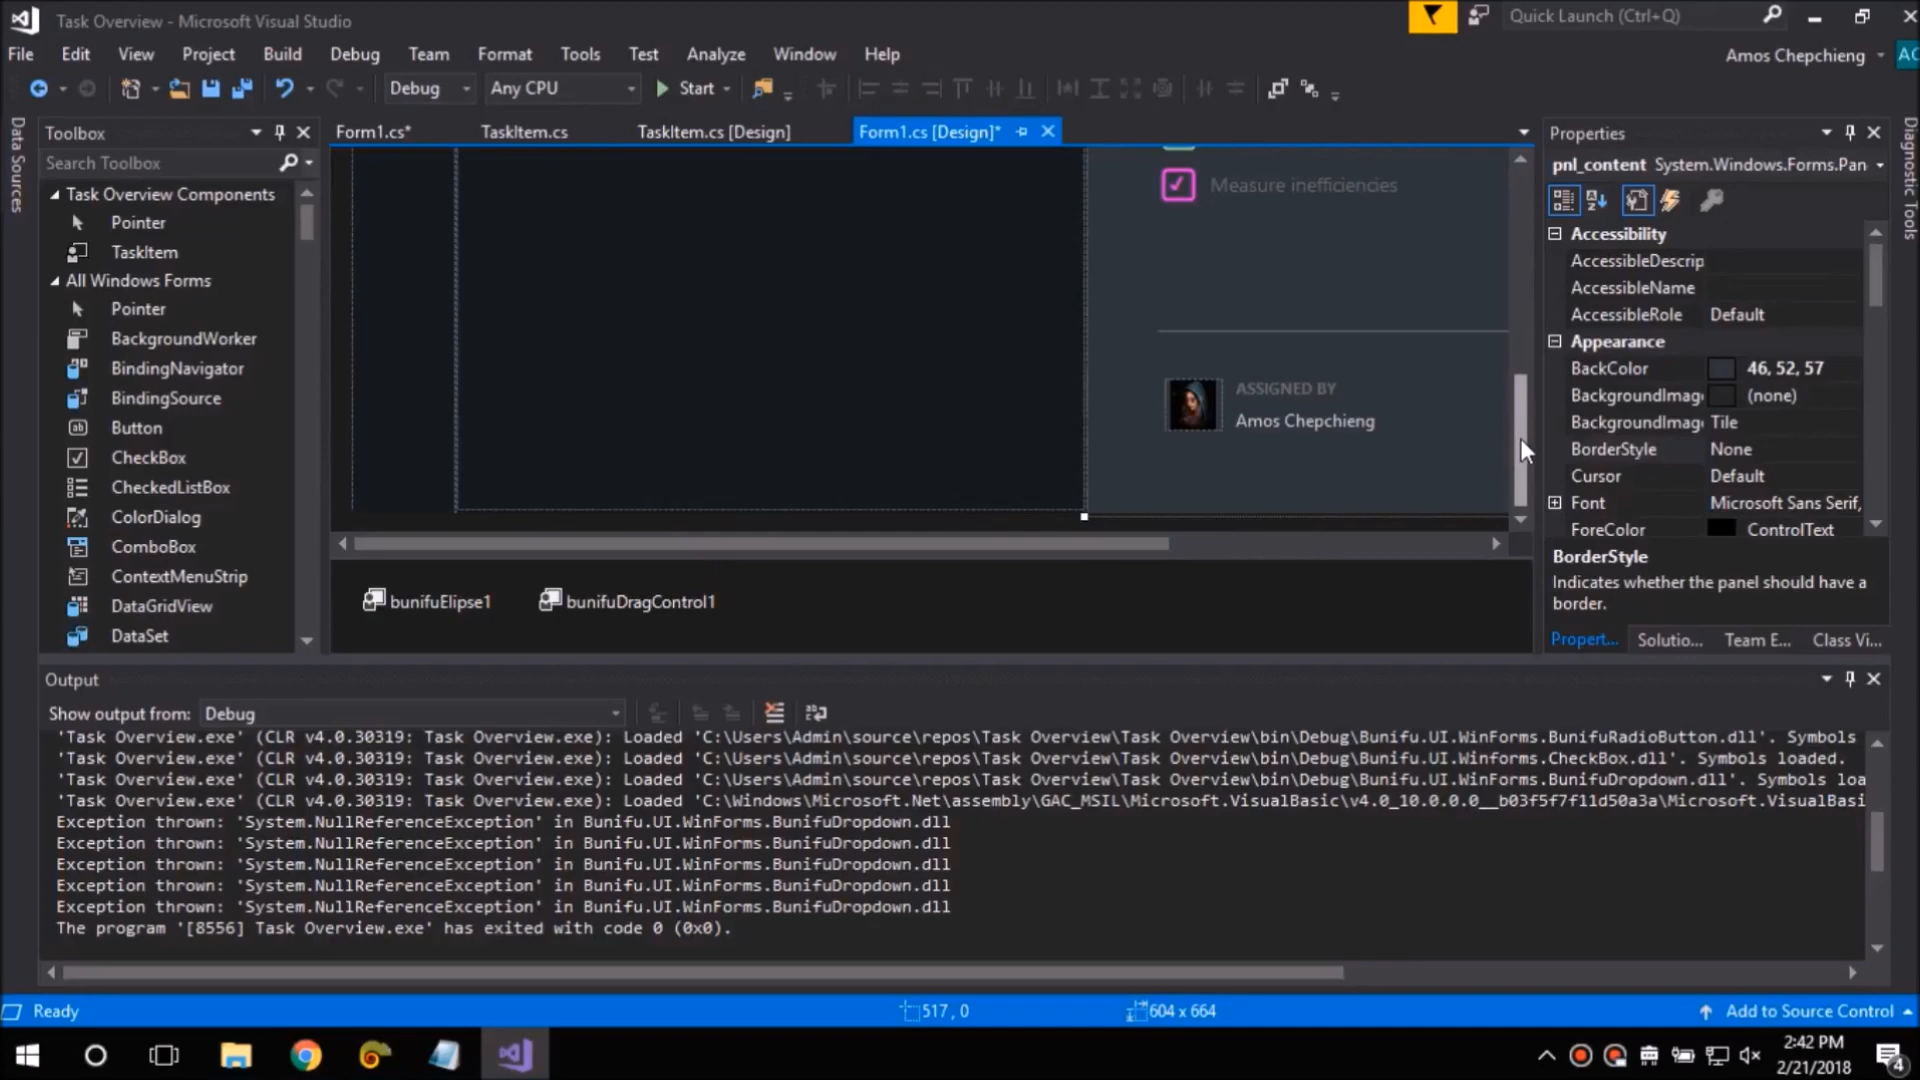 Task Overview - Microsoft Visual Studio
Quick Launch (Ctrl+Q)
File Edit View Project Build Debug Team Format Tools Test Analyze Window Help
Amos Chepchieng
AC
Debug
Any CPU
Start
Data Sources
Toolbox
Search Toolbox
Task Overview Components
Pointer
TaskItem
All Windows Forms
Pointer
BackgroundWorker
BindingNavigator
BindingSource
Button
CheckBox
CheckedListBox
ColorDialog
ComboBox
ContextMenuStrip
DataGridView
DataSet
Form1.cs*
TaskItem.cs
TaskItem.cs [Design]
Form1.cs [Design]*
Measure inefficiencies
ASSIGNED BY
Amos Chepchieng
bunifuElipse1
bunifuDragControl1
Properties
pnl_content System.Windows.Forms.Pan
Accessibility
AccessibleDescrip
AccessibleName
AccessibleRole Default
Appearance
BackColor 46, 52, 57
BackgroundImag (none)
BackgroundImag Tile
BorderStyle None
Cursor Default
Font Microsoft Sans Serif,
ForeColor ControlText
BorderStyle
Indicates whether the panel should have a
border.
Propert... Solutio... Team E... Class Vi...
Diagnostic Tools
Output
Show output from: Debug
'Task Overview.exe' (CLR v4.0.30319: Task Overview.exe): Loaded 'C:\Users\Admin\source\repos\Task Overview\Task Overview\bin\Debug\Bunifu.UI.WinForms.BunifuRadioButton.dll'. Symbols
'Task Overview.exe' (CLR v4.0.30319: Task Overview.exe): Loaded 'C:\Users\Admin\source\repos\Task Overview\Task Overview\bin\Debug\Bunifu.UI.WinForms.CheckBox.dll'. Symbols loaded.
'Task Overview.exe' (CLR v4.0.30319: Task Overview.exe): Loaded 'C:\Users\Admin\source\repos\Task Overview\Task Overview\bin\Debug\Bunifu.UI.WinForms.BunifuDropdown.dll'. Symbols loa
'Task Overview.exe' (CLR v4.0.30319: Task Overview.exe): Loaded 'C:\Windows\Microsoft.Net\assembly\GAC_MSIL\Microsoft.VisualBasic\v4.0_10.0.0.0__b03f5f7f11d50a3a\Microsoft.VisualBasi
Exception thrown: 'System.NullReferenceException' in Bunifu.UI.WinForms.BunifuDropdown.dll
Exception thrown: 'System.NullReferenceException' in Bunifu.UI.WinForms.BunifuDropdown.dll
Exception thrown: 'System.NullReferenceException' in Bunifu.UI.WinForms.BunifuDropdown.dll
Exception thrown: 'System.NullReferenceException' in Bunifu.UI.WinForms.BunifuDropdown.dll
Exception thrown: 'System.NullReferenceException' in Bunifu.UI.WinForms.BunifuDropdown.dll
The program '[8556] Task Overview.exe' has exited with code 0 (0x0).
Ready
517 , 0
604 x 664
Add to Source Control
2:42 PM
2/21/2018
4